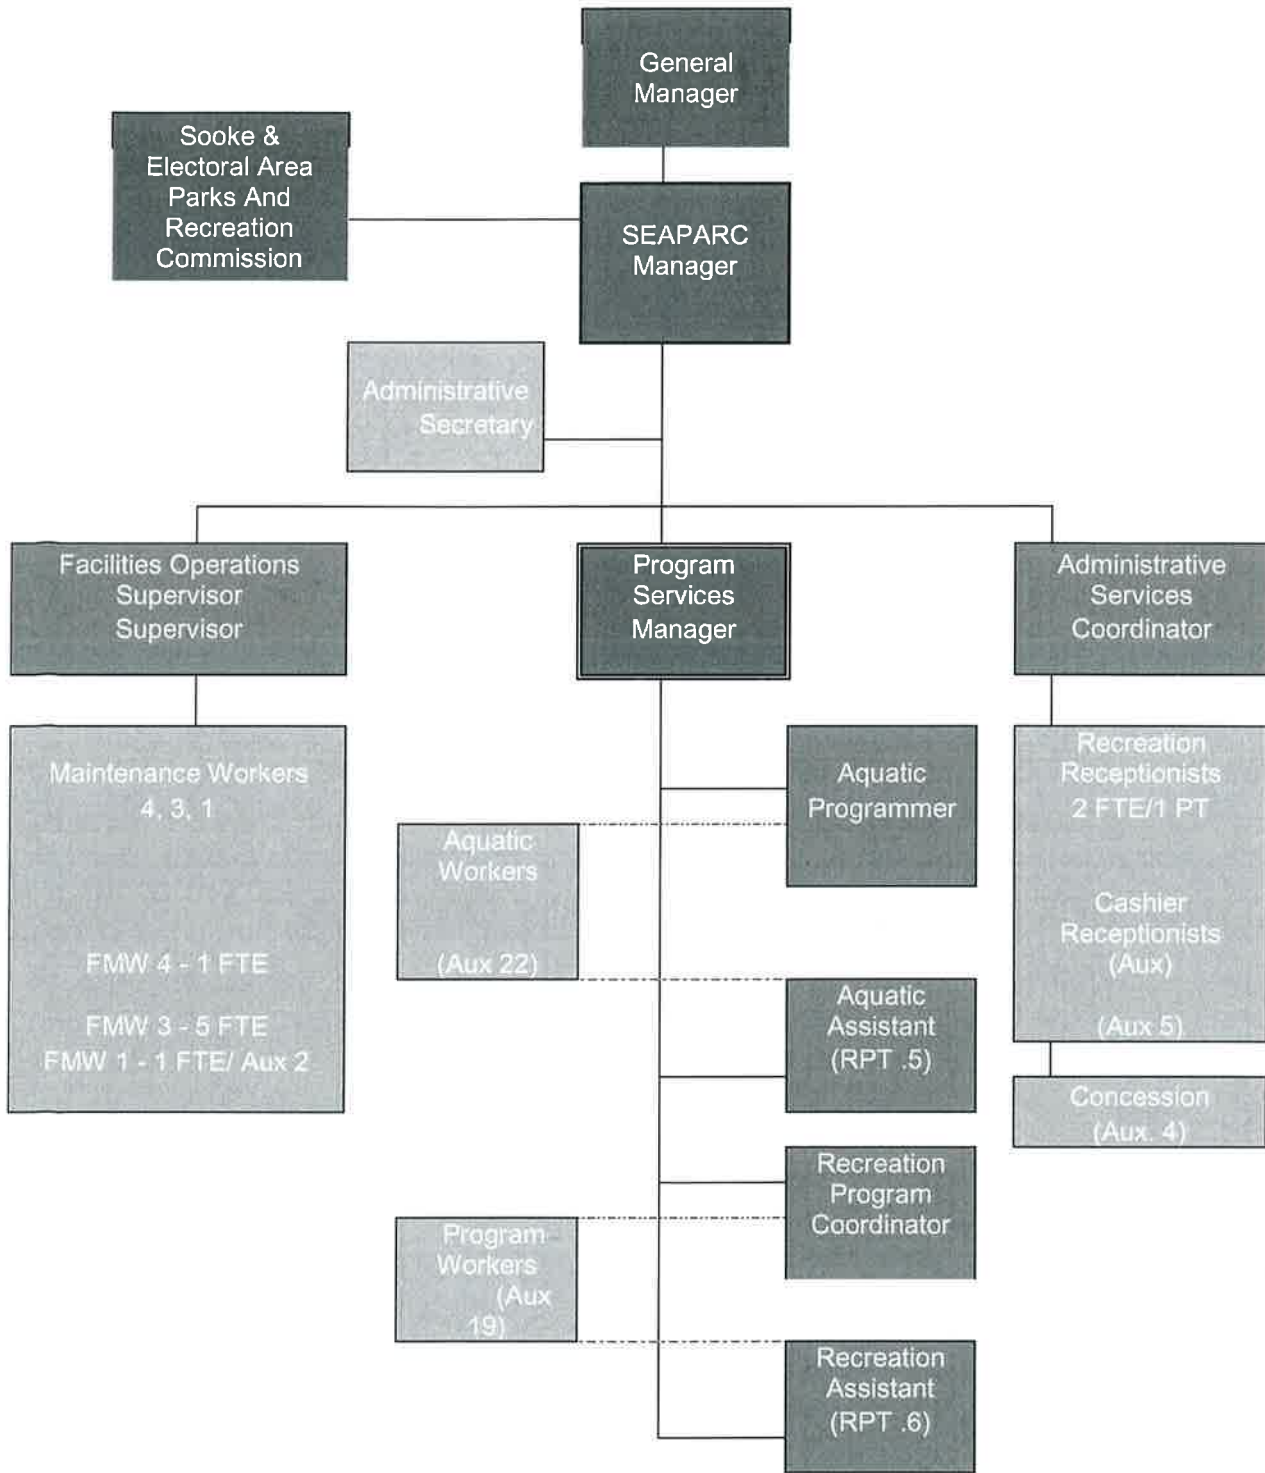 General
Manager
Sooke &
Electoral Area
Parks And
Recreation
Commission
SEAPARC
Manager
Administrative
Secretary
Facilities Operations
Supervisor
Supervisor
Program
Services
Manager
Administrative
Services
Coordinator
Maintenance Workers
4, 3, 1
FMW 4 - 1 FTE
FMW 3 - 5 FTE
FMW 1 - 1 FTE/ Aux 2
Aquatic
Programmer
Aquatic
Workers
(Aux 22)
Aquatic
Assistant
(RPT .5)
Recreation
Program
Coordinator
Program
Workers
(Aux
19)
Recreation
Assistant
(RPT .6)
Recreation
Receptionists
2 FTE/1 PT
Cashier
Receptionists
(Aux)
(Aux 5)
Concession
(Aux. 4)